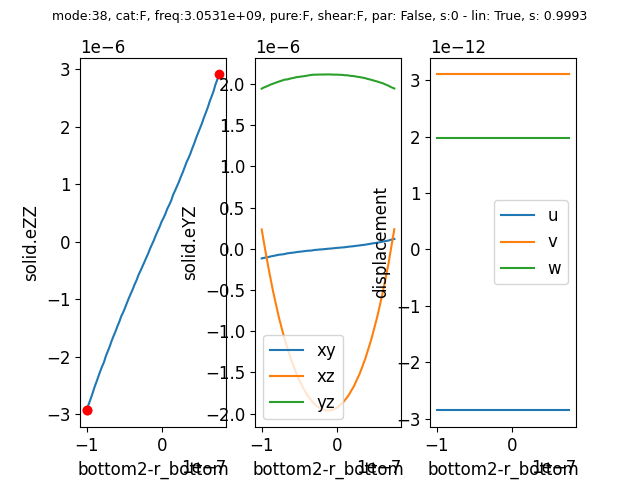 mode:38, cat:F, freq:3.0531e+09, pure:F, shear:F, par: False, s:0 - lin: True, s: 0.9993
1e−6
1e−6
1e−12
3
2
1
0
−1
−2
−3
solid.eZZ
−1
0
1e−7
bottom2-r_bottom
2.0
1.5
1.0
0.5
0.0
−0.5
−1.0
−1.5
−2.0
solid.eYZ
xy
xz
yz
−1
0
1e−7
bottom2-r_bottom
3
2
1
0
−1
−2
−3
displacement
u
v
w
−1
0
1e−7
bottom2-r_bottom